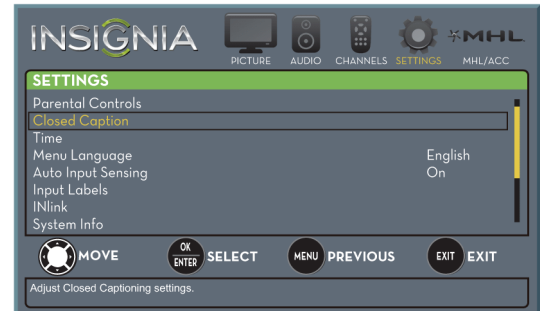 INSIGNIA
PICTURE AUDIO CHANNELS SETTINGS MHL MHL/ACC
SETTINGS
Parental Controls
Closed Caption
Time
Menu Language English
Auto Input Sensing On
Input Labels
INlink
System Info
MOVE OK ENTER SELECT MENU PREVIOUS EXIT EXIT
Adjust Closed Captioning settings.